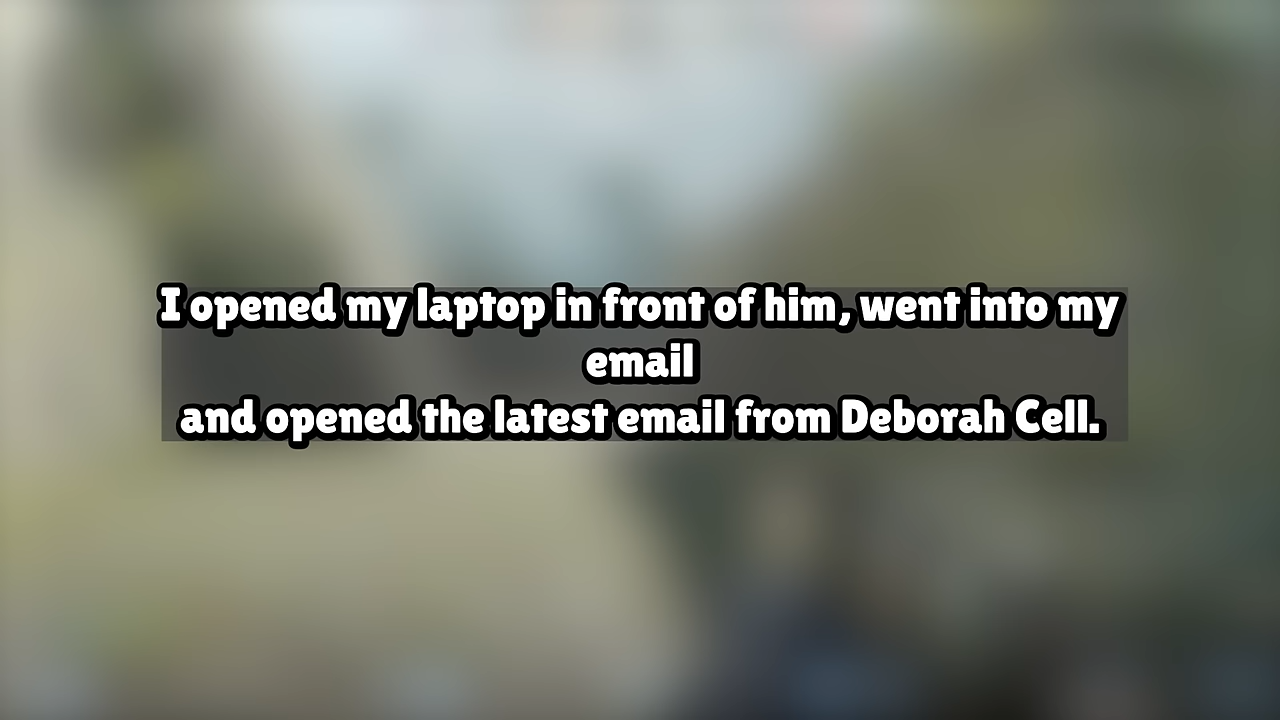 I opened my laptop in front of him, went into my
email
and opened the latest email from Deborah Cell.